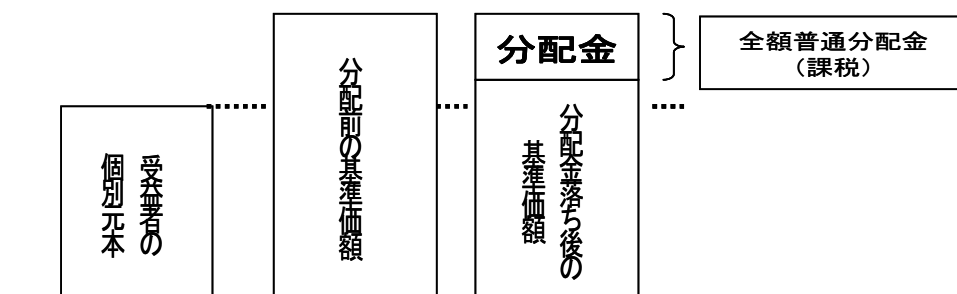 受益者の
個別元本
分配前の基準価額
分配金
分配金落ち後の
基準価額
全額普通分配金
（課税）